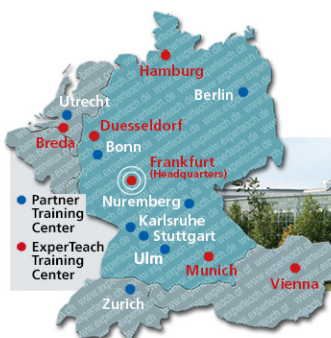 Hamburg
Berlin
Utrecht
Duesseldorf
Breda
Bonn
Frankfurt
(Headquarters)
Nuremberg
Partner
Training
Center
Karlsruhe
Stuttgart
ExperTeach
Training
Center
Ulm
Munich
Vienna
Zurich